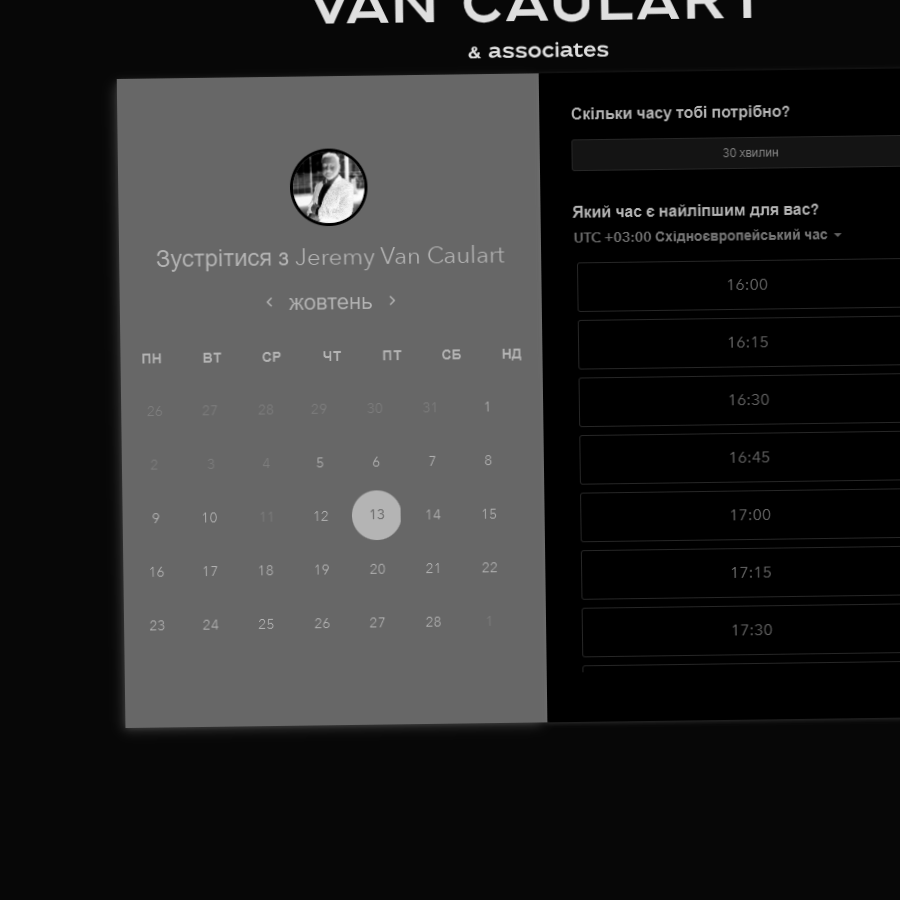 VAN CAULART
& associates
Зустрітися з Jeremy Van Caulart
жовтень
ПН ВТ СР ЧТ ПТ СБ НД
26 27 28 29 30 31 1
2 3 4 5 6 7 8
9 10 11 12 13 14 15
16 17 18 19 20 21 22
23 24 25 26 27 28 1
Скільки часу тобі потрібно?
30 хвилин
Який час є найліпшим для вас?
UTC +03:00 Східноєвропейський час
16:00
16:15
16:30
16:45
17:00
17:15
17:30